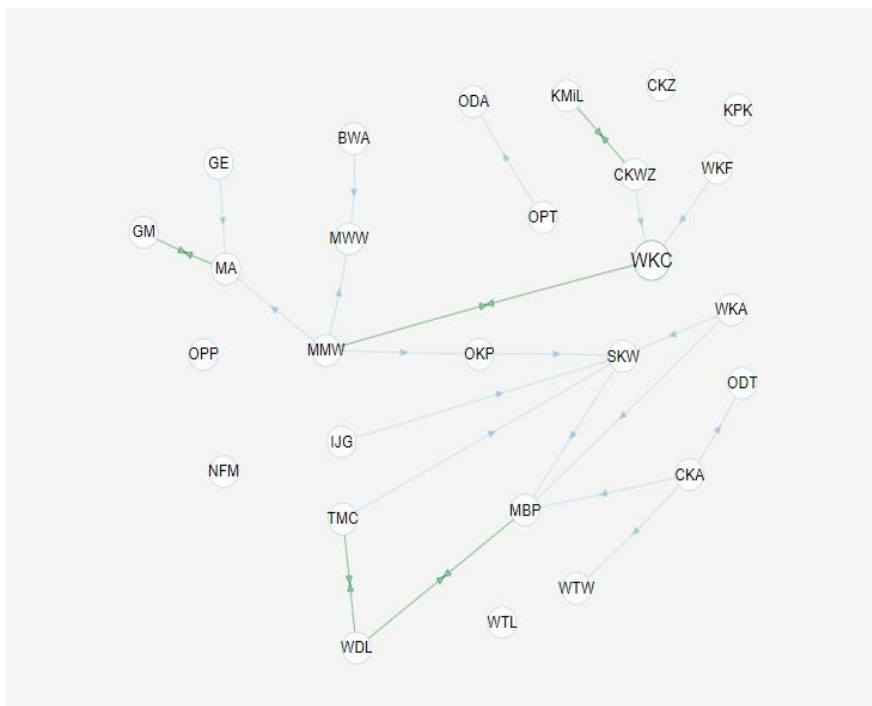 CKZ
KMiL
ODA
KPK
BWA
GE
WKF
CKWZ
OPT
GM
MWW
WKC
MA
WKA
MMW
OKP
OPP
SKW
ODT
IJG
NFM
CKA
MBP
TMC
WTW
WTL
WDL